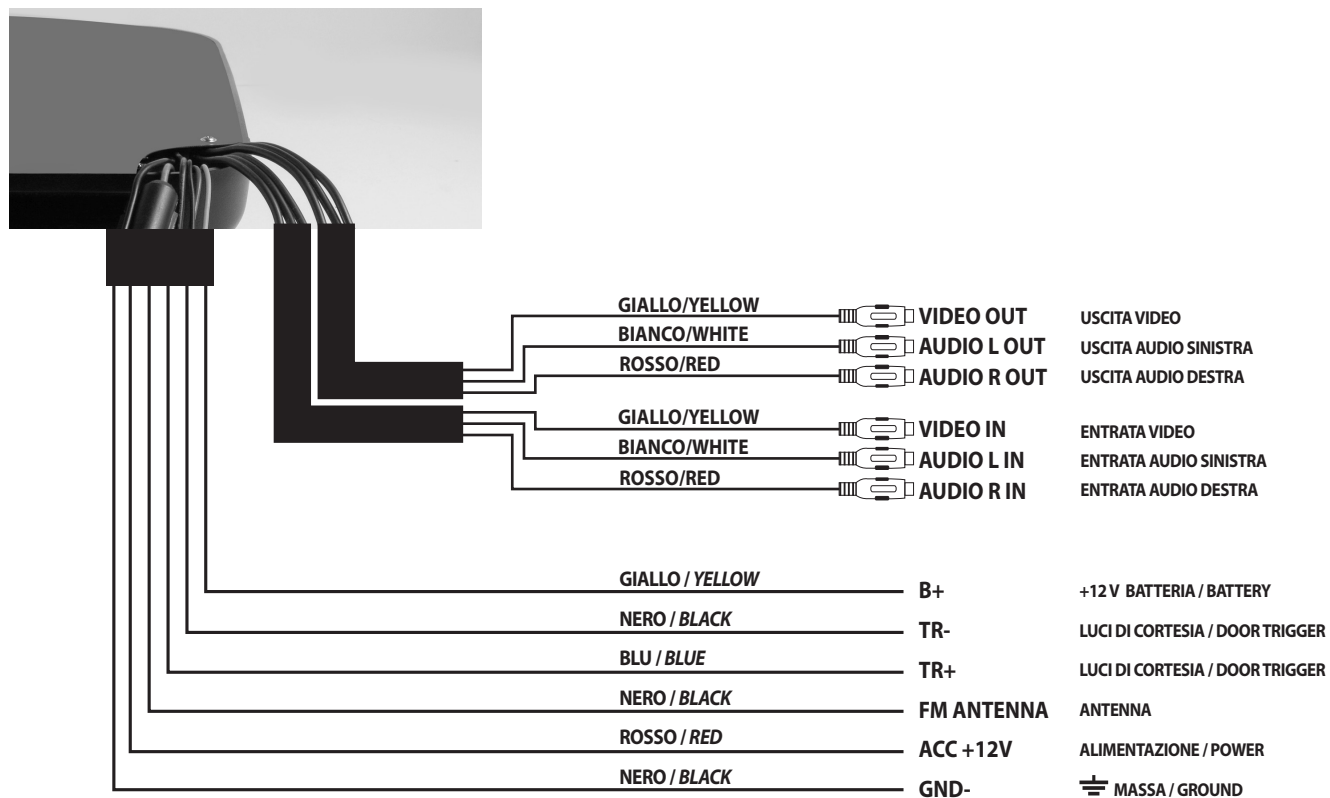 GIALLO/YELLOW VIDEO OUT USCITA VIDEO
BIANCO/WHITE AUDIO L OUT USCITA AUDIO SINISTRA
ROSSO/RED AUDIO R OUT USCITA AUDIO DESTRA
GIALLO/YELLOW VIDEO IN ENTRATA VIDEO
BIANCO/WHITE AUDIO L IN ENTRATA AUDIO SINISTRA
ROSSO/RED AUDIO R IN ENTRATA AUDIO DESTRA
GIALLO / YELLOW B+ +12 V BATTERIA / BATTERY
NERO / BLACK TR- LUCI DI CORTESIA / DOOR TRIGGER
BLU / BLUE TR+ LUCI DI CORTESIA / DOOR TRIGGER
NERO / BLACK FM ANTENNA ANTENNA
ROSSO / RED ACC +12V ALIMENTAZIONE / POWER
NERO / BLACK GND- MASSA / GROUND